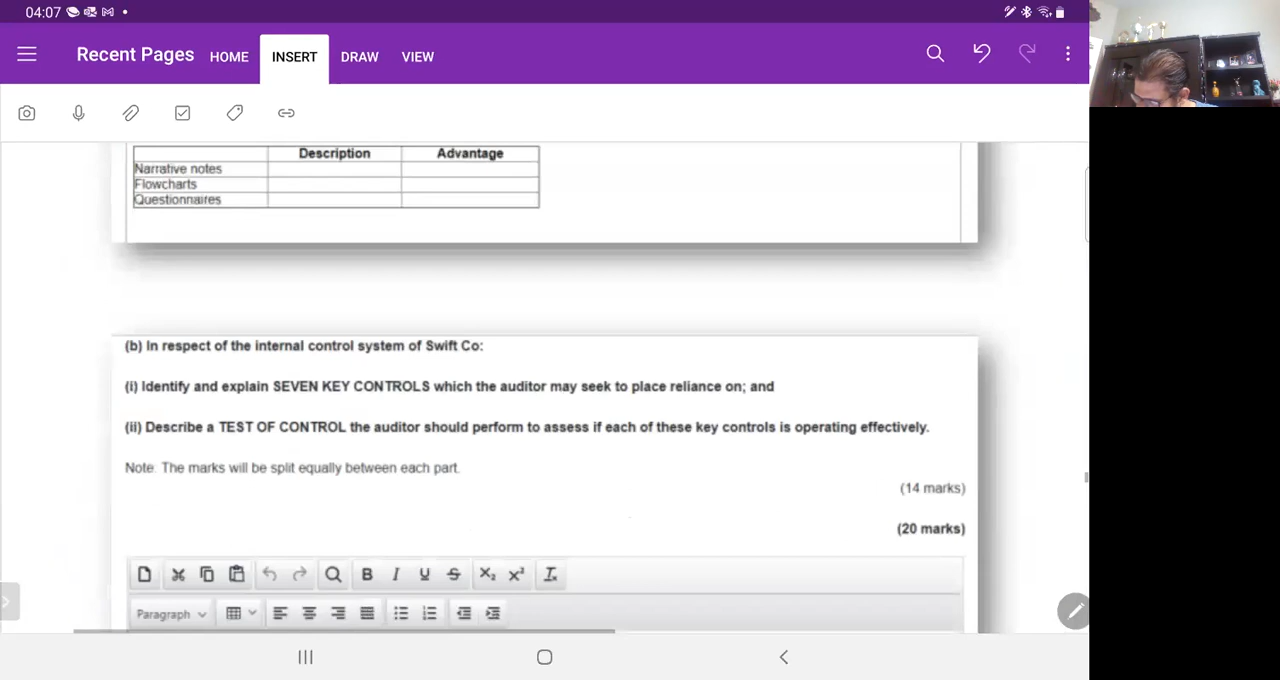 04:07
Recent Pages HOME INSERT DRAW VIEW
Description Advantage
Narrative notes
Flowcharts
Questionnaires
(b) In respect of the internal control system of Swift Co:
(i) Identify and explain SEVEN KEY CONTROLS which the auditor may seek to place reliance on; and
(ii) Describe a TEST OF CONTROL the auditor should perform to assess if each of these key controls is operating effectively.
Note. The marks will be split equally between each part.
(14 marks)
(20 marks)
B I U S X₂ X² Tx
Paragraph